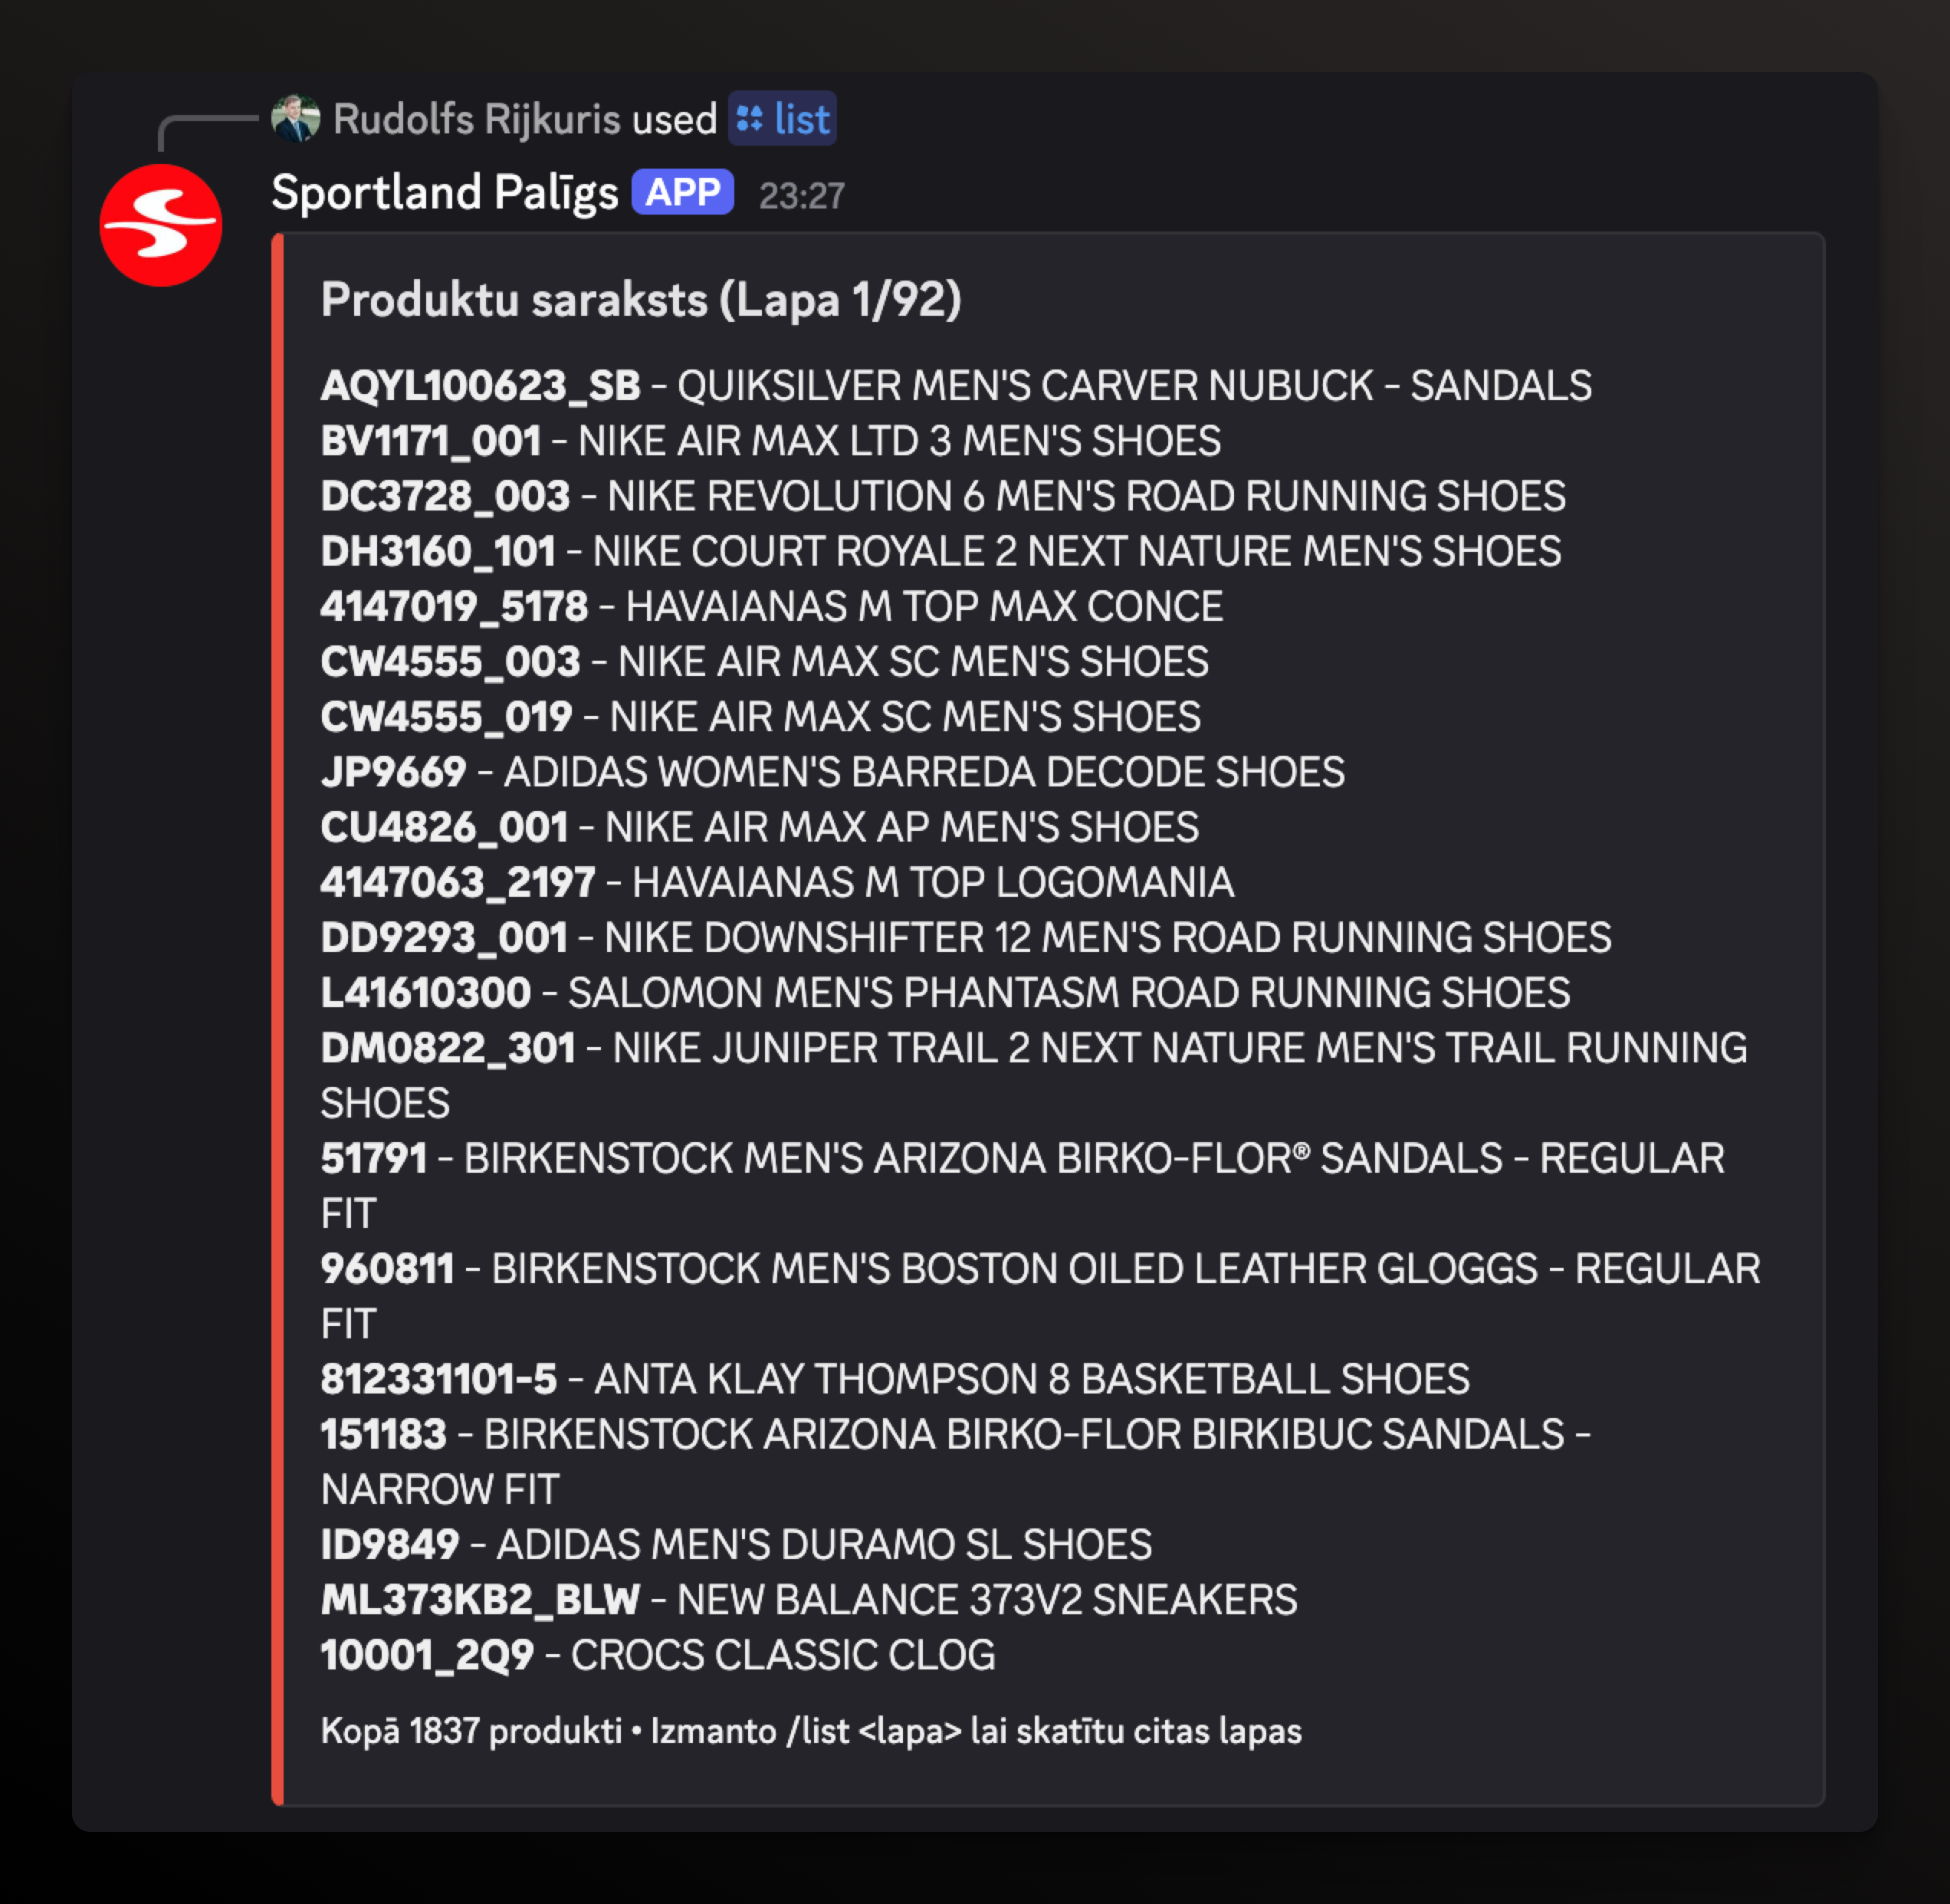 Rudolfs Rijkuris used list
Sportland Palīgs APP 23:27
Produktu saraksts (Lapa 1/92)
AQYL100623_SB - QUIKSILVER MEN'S CARVER NUBUCK - SANDALS
BV1171_001 - NIKE AIR MAX LTD 3 MEN'S SHOES
DC3728_003 - NIKE REVOLUTION 6 MEN'S ROAD RUNNING SHOES
DH3160_101 - NIKE COURT ROYALE 2 NEXT NATURE MEN'S SHOES
4147019_5178 - HAVAIANAS M TOP MAX CONCE
CW4555_003 - NIKE AIR MAX SC MEN'S SHOES
CW4555_019 - NIKE AIR MAX SC MEN'S SHOES
JP9669 - ADIDAS WOMEN'S BARREDA DECODE SHOES
CU4826_001 - NIKE AIR MAX AP MEN'S SHOES
4147063_2197 - HAVAIANAS M TOP LOGOMANIA
DD9293_001 - NIKE DOWNSHIFTER 12 MEN'S ROAD RUNNING SHOES
L41610300 - SALOMON MEN'S PHANTASM ROAD RUNNING SHOES
DM0822_301 - NIKE JUNIPER TRAIL 2 NEXT NATURE MEN'S TRAIL RUNNING
SHOES
51791 - BIRKENSTOCK MEN'S ARIZONA BIRKO-FLOR® SANDALS - REGULAR
FIT
960811 - BIRKENSTOCK MEN'S BOSTON OILED LEATHER GLOGGS - REGULAR
FIT
812331101-5 - ANTA KLAY THOMPSON 8 BASKETBALL SHOES
151183 - BIRKENSTOCK ARIZONA BIRKO-FLOR BIRKIBUC SANDALS -
NARROW FIT
ID9849 - ADIDAS MEN'S DURAMO SL SHOES
ML373KB2_BLW - NEW BALANCE 373V2 SNEAKERS
10001_2Q9 - CROCS CLASSIC CLOG
Kopā 1837 produkti • Izmanto /list <lapa> lai skatītu citas lapas